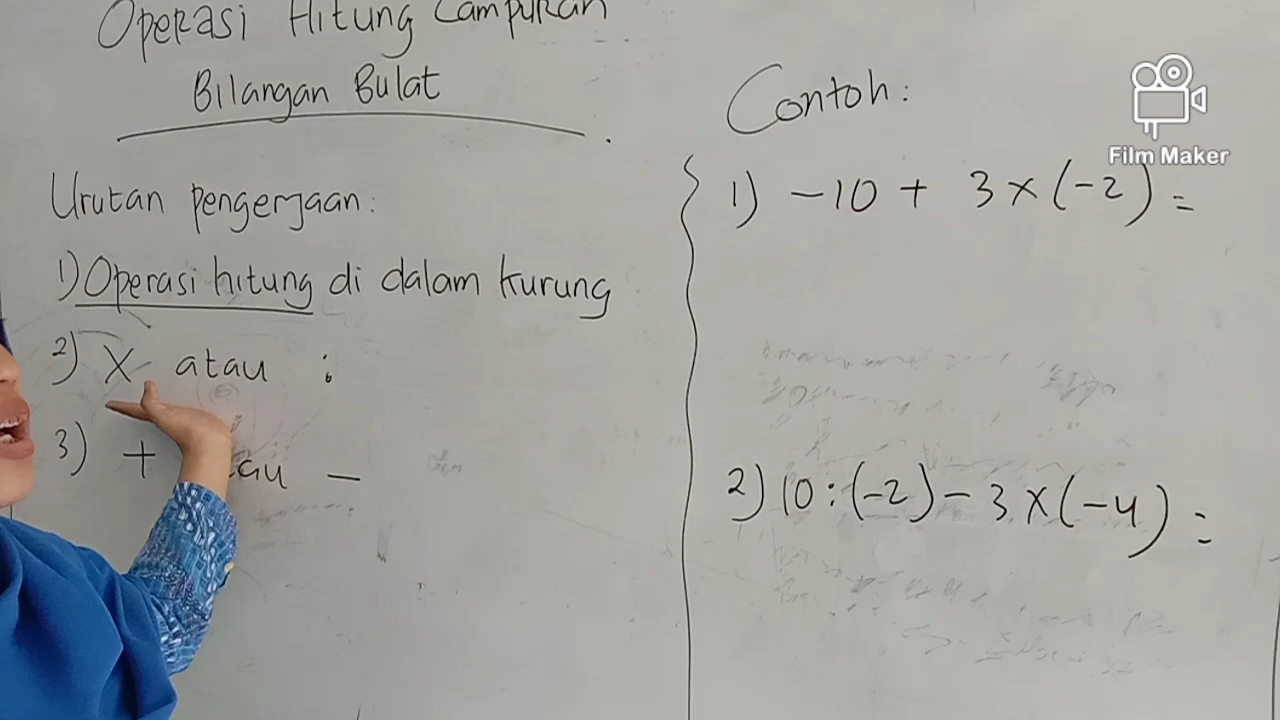 Operasi Hitung Campuran
Bilangan Bulat
Urutan pengerjaan:
1) Operasi hitung di dalam kurung
2) X atau :
3) + atau -
Contoh:
1) -10 + 3 x (-2) =
2) 10 : (-2) - 3 x (-4) =
Film Maker